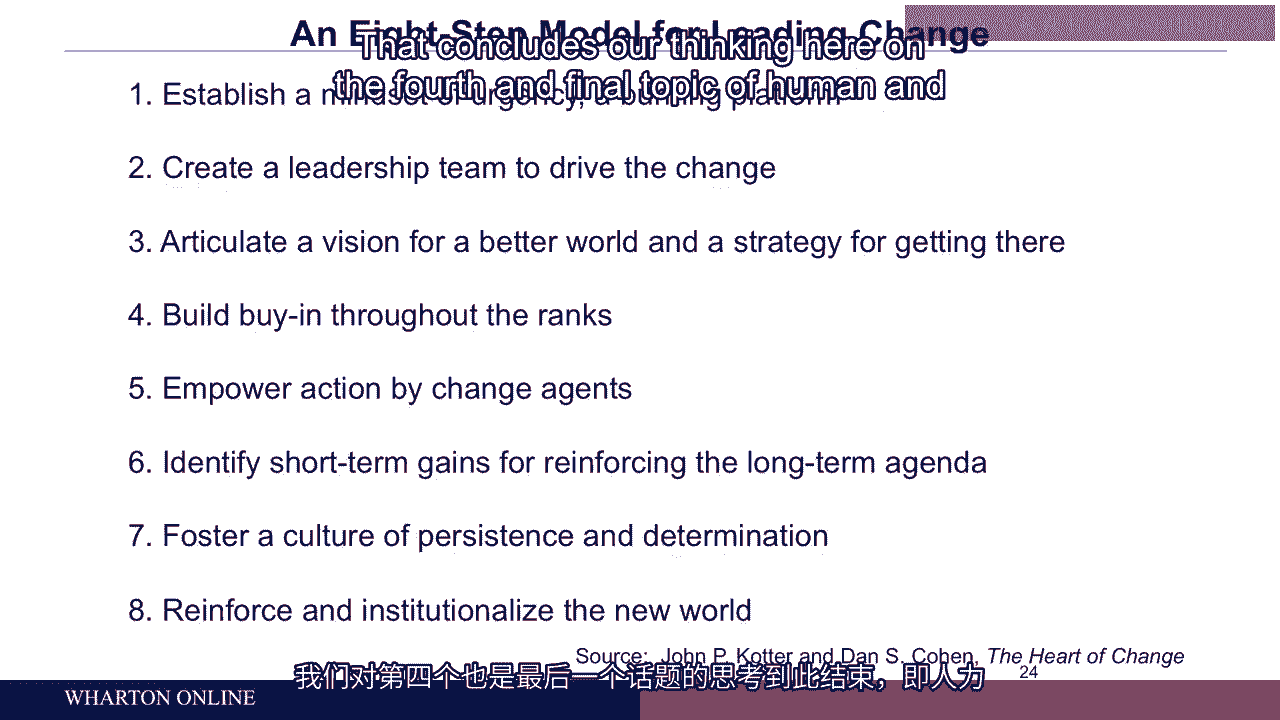 An Eight-Step Model for Leading Change
That concludes our thinking here on
the fourth and final topic of human and
1. Establish a mindset of urgency, a burning platform
2. Create a leadership team to drive the change
3. Articulate a vision for a better world and a strategy for getting there
4. Build buy-in throughout the ranks
5. Empower action by change agents
6. Identify short-term gains for reinforcing the long-term agenda
7. Foster a culture of persistence and determination
8. Reinforce and institutionalize the new world
Source: John P. Kotter and Dan S. Cohen, The Heart of Change
我们对第四个也是最后一个话题的思考到此结束，即人力
24
WHARTON ONLINE